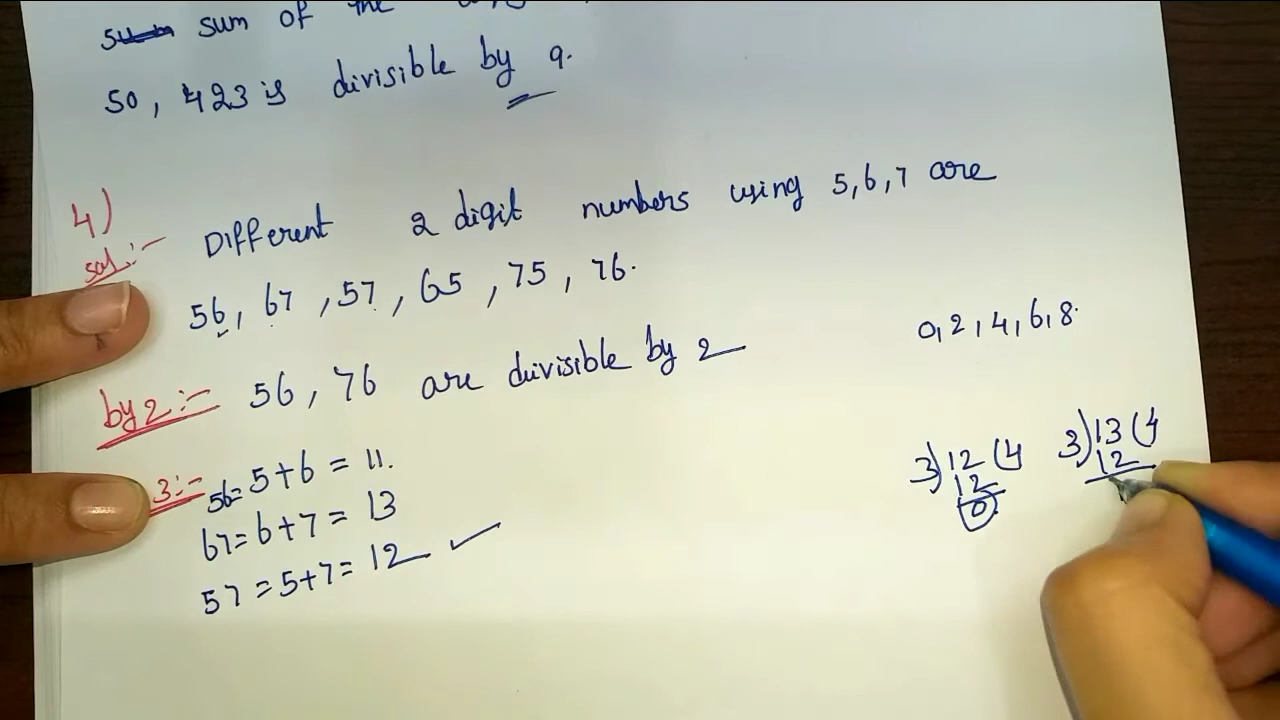 sum of the
50, 423 is divisible by 9.
4)
sol:-
Different 2 digit numbers using 5,6,7 are
56, 67, 57, 65, 75, 76.
0,2,4,6,8.
by 2:- 56, 76 are divisible by 2
3:- 56= 5+6 = 11.
67=6+7= 13
57 =5+7= 12 ✓
3)12(4
12
0
3)13(4
12